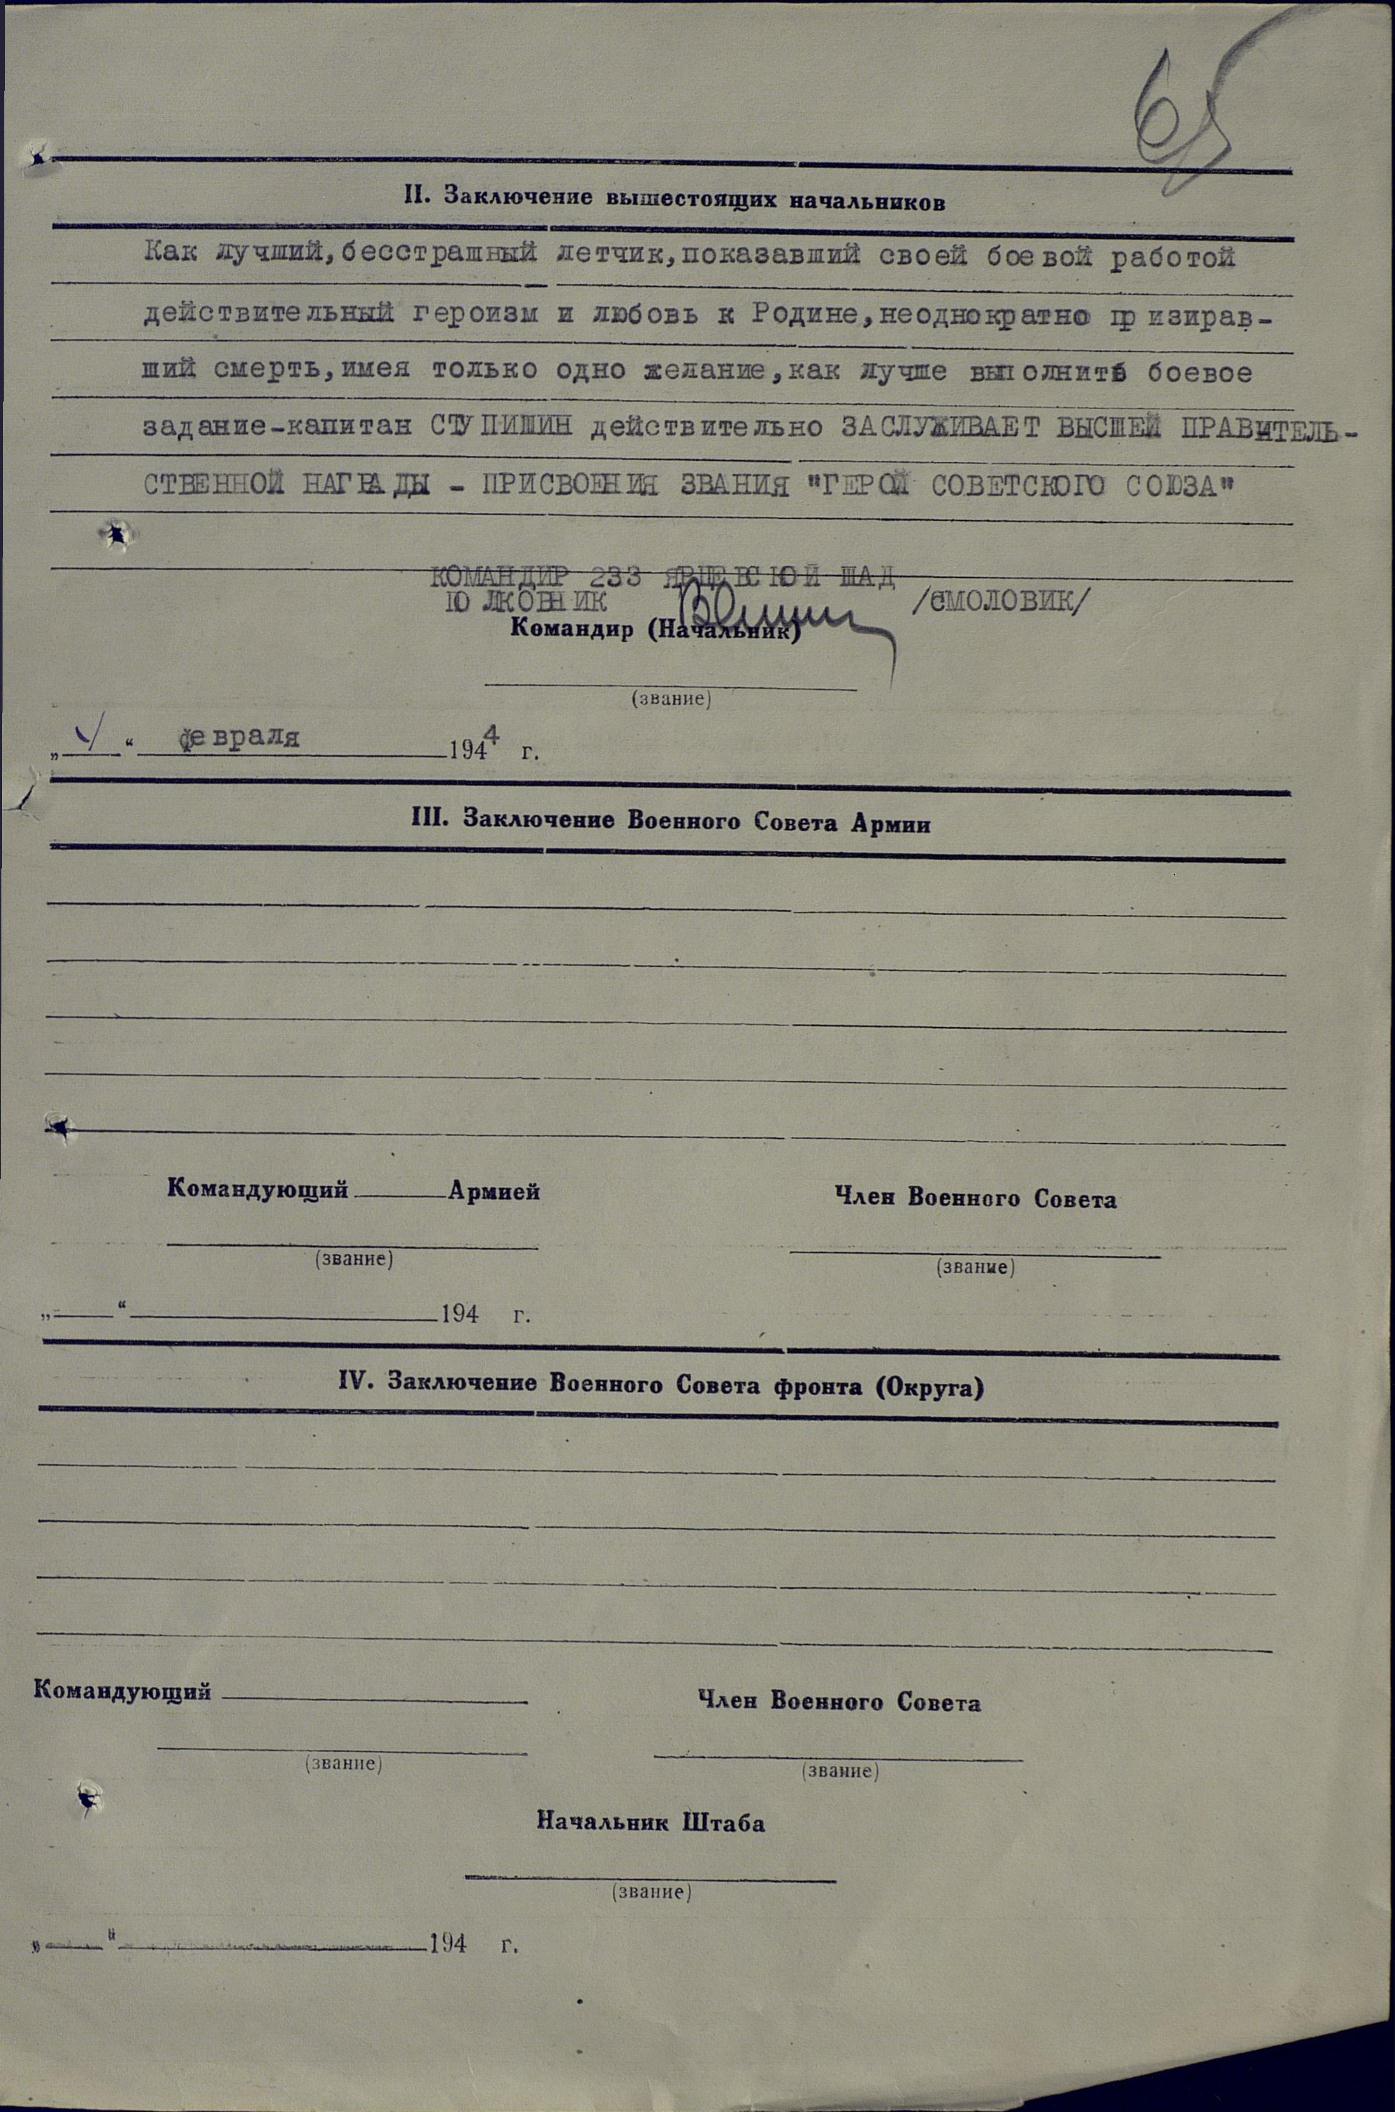 65
II. Заключение вышестоящих начальников
Как лучший,бесстрашный летчик,показавший своей боевой работой
действительный героизм и любовь к Родине,неоднократно призирав-
ший смерть,имея только одно желание,как лучше выполнить боевое
задание-капитан СТУПИШИН действительно ЗАСЛУЖИВАЕТ ВЫСШЕЙ ПРАВИТЕЛЬ-
СТВЕННОЙ НАГРАДЫ - ПРИСВОЕНИЯ ЗВАНИЯ "ГЕРОЙ СОВЕТСКОГО СОЮЗА"
КОМАНДИР 233 ЯРЦЕВСКОЙ ШАД
ПОЛКОВНИК /СМОЛОВИК/
Командир (Начальник)
(звание)
„ “ февраля 1944 г.
III. Заключение Военного Совета Армии
Командующий Армией Член Военного Совета
(звание) (звание)
„ “ 194 г.
IV. Заключение Военного Совета фронта (Округа)
Командующий Член Военного Совета
(звание) (звание)
Начальник Штаба
(звание)
„ “ 194 г.